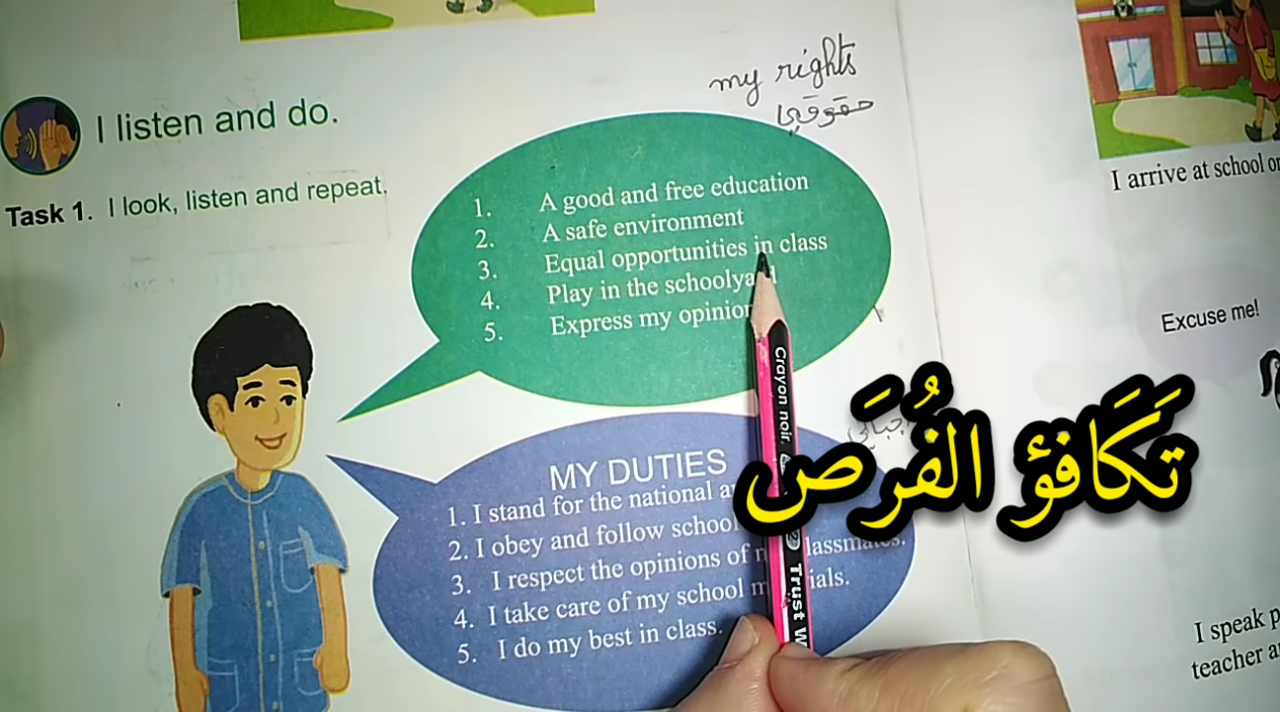 my rights
حقوقي
I listen and do.
Task 1. I look, listen and repeat.
1. A good and free education
2. A safe environment
3. Equal opportunities in class
4. Play in the schoolya
5. Express my opinion
MY DUTIES
1. I stand for the national
2. I obey and follow school
3. I respect the opinions of lassmates.
4. I take care of my school m ials.
5. I do my best in class.
Crayon noir.
Trust W
تَكَافؤ الفُرَص
I arrive at school
Excuse me!
I speak p
teacher a